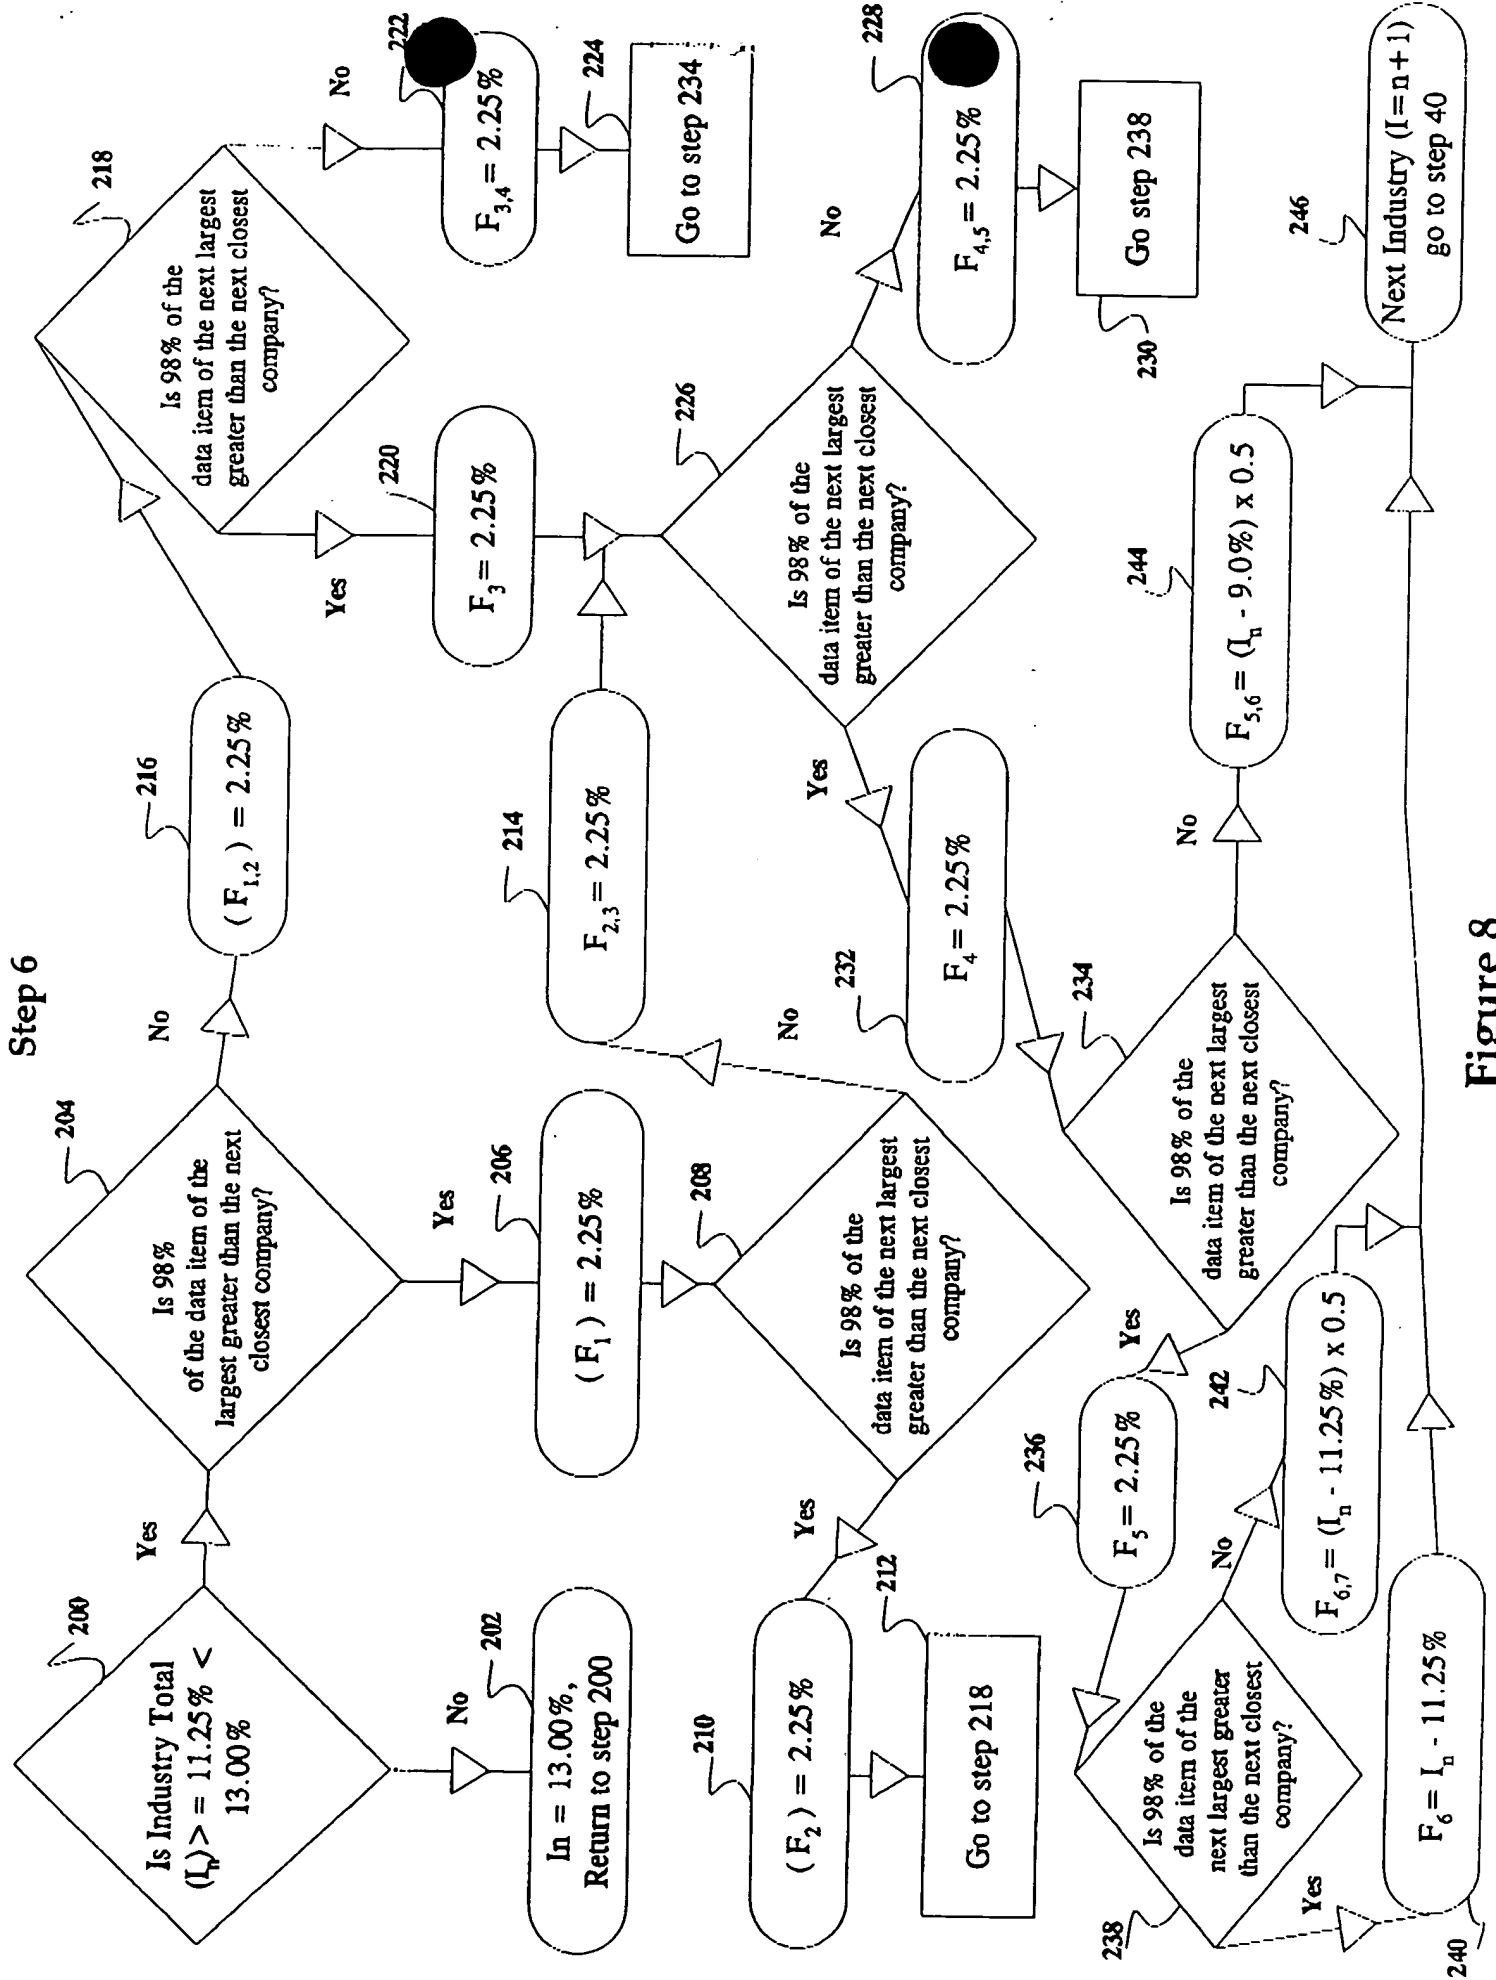 Step 6
200
Is Industry Total
(In)> = 11.25% <
13.00%
Yes
No
202
In = 13.00%,
Return to step 200
204
Is 98%
of the data item of the
largest greater than the next
closest company?
No
Yes
206
(F1) = 2.25%
208
Is 98% of the
data item of the next largest
greater than the next closest
company?
Yes
No
210
(F2) = 2.25%
212
Go to step 218
214
F2,3 = 2.25%
216
(F1,2) = 2.25%
218
Is 98% of the
data item of the next largest
greater than the next closest
company?
Yes
No
220
F3 = 2.25%
222
F3,4 = 2.25%
224
Go to step 234
226
Is 98% of the
data item of the next largest
greater than the next closest
company?
Yes
No
228
F4,5 = 2.25%
230
Go step 238
232
F4 = 2.25%
234
Is 98% of the
data item of the next largest
greater than the next closest
company?
Yes
No
236
F5 = 2.25%
238
Is 98% of the
data item of the
next largest greater
than the next closest
company?
Yes
No
240
F6 = In - 11.25%
242
F6,7 = (In - 11.25%) x 0.5
244
F5,6 = (In - 9.0%) x 0.5
246
Next Industry (I=n+1)
go to step 40
Figure 8